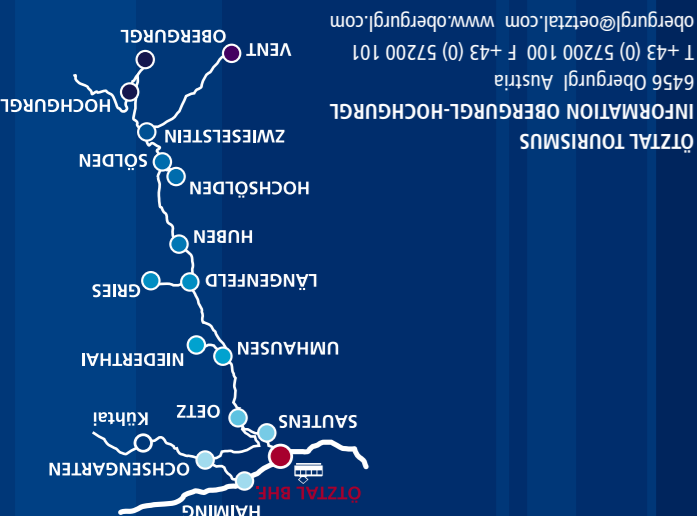 ÖTZTAL TOURISMUS
INFORMATION OBERGURGL-HOCHGURGL
6456 Obergurgl Austria
T +43 (0) 57200 100 F +43 (0) 57200 101
obergurgl@oetztal.com www.obergurgl.com
VENT
OBERGURGL
HOCHGURGL
ZWIESELSTEIN
SÖLDEN
HOCHSÖLDEN
HUBEN
LÄNGENFELD
GRIES
UMHAUSEN
NIEDERTHAI
OETZ
Kühtai
SAUTENS
OCHSENGARTEN
ÖTZTAL BHF.
HAIMING